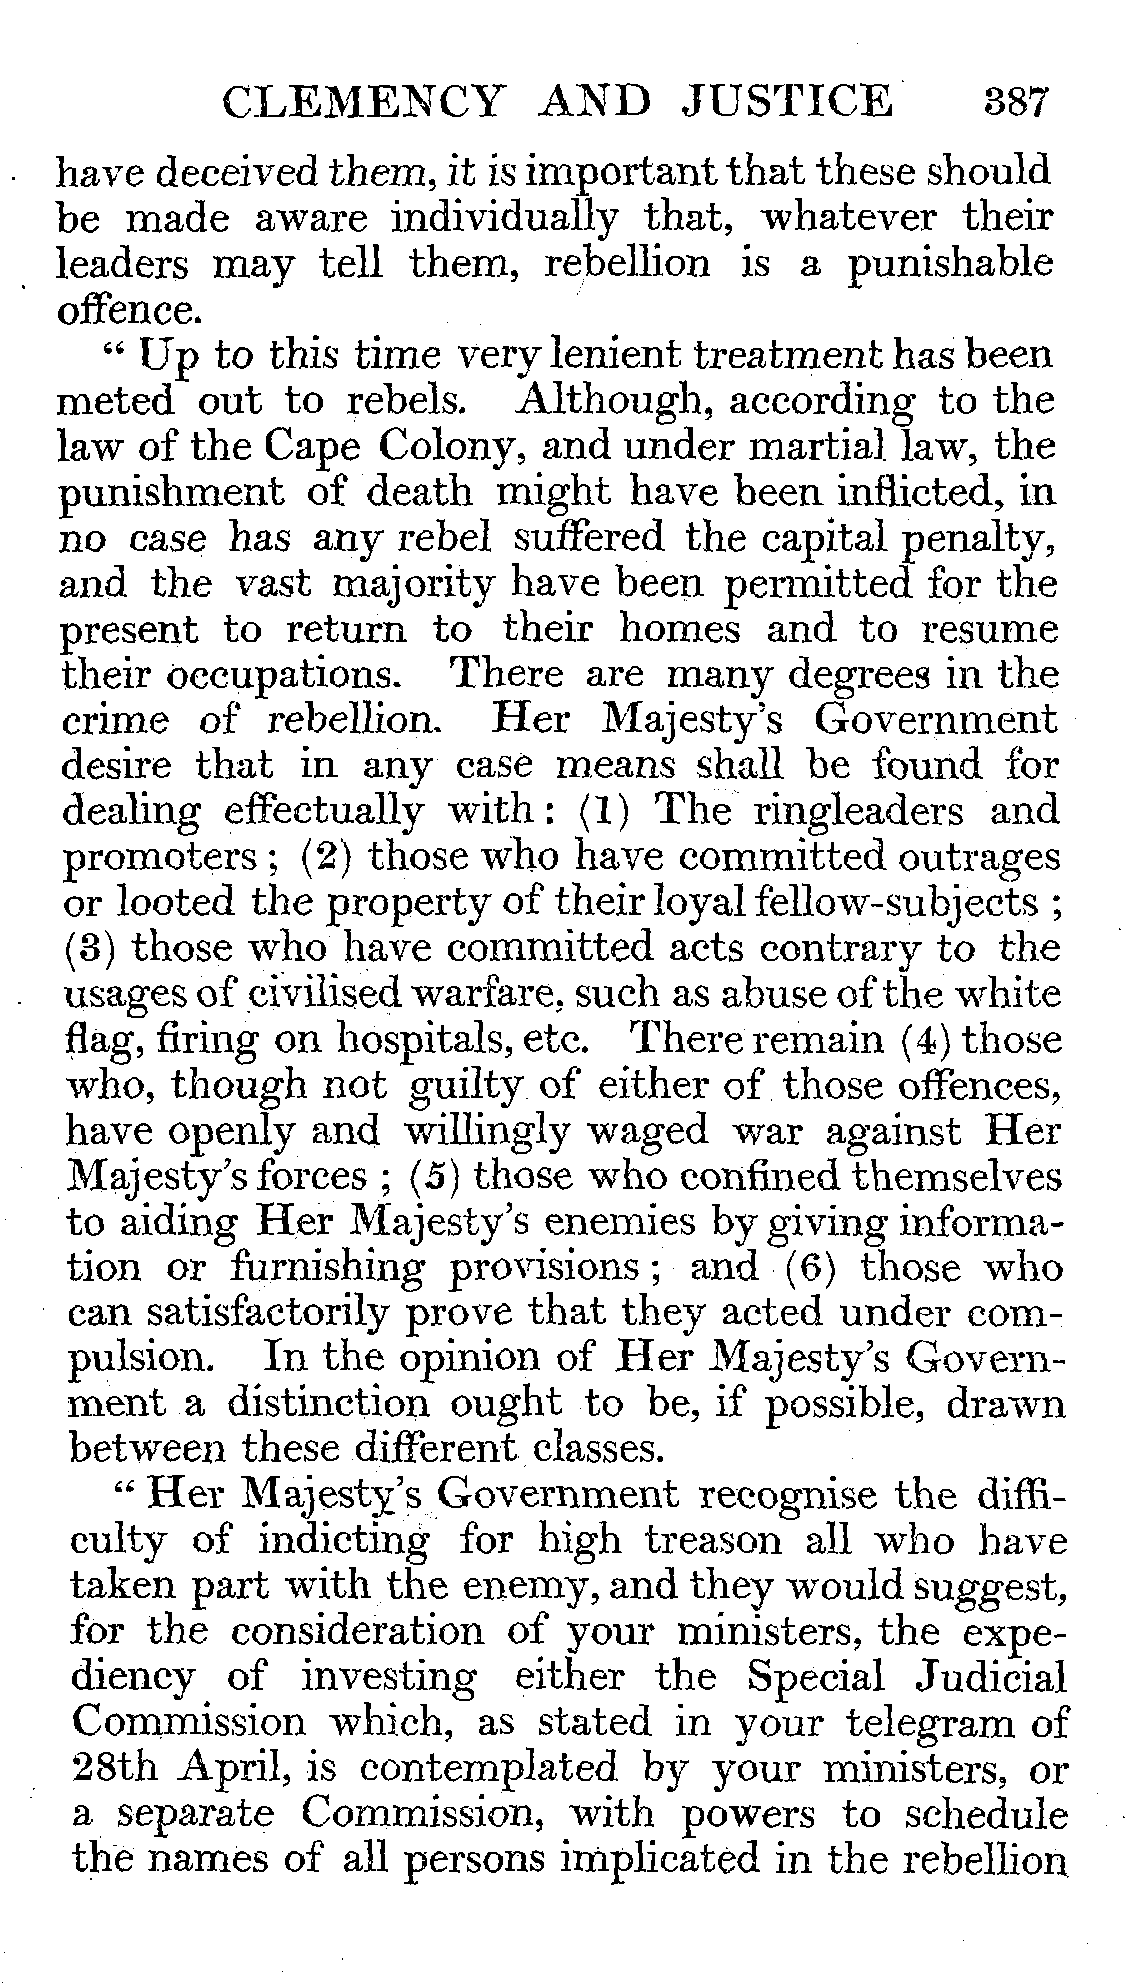 CLEMENCY AND JUSTICE 387
have deceived them, it is important that these should
be made aware individually that, whatever their
leaders may tell them, rebellion is a punishable
offence.
“ Up to this time very lenient treatment has been
meted out to rebels. Although, according to the
law of the Cape Colony, and under martial law, the
punishment of death might have been inflicted, in
no case has any rebel suffered the capital penalty,
and the vast majority have been permitted for the
present to return to their homes and to resume
their occupations. There are many degrees in the
crime of rebellion. Her Majesty’s Government
desire that in any case means shall be found for
dealing effectually with : (1) The ringleaders and
promoters ; (2) those who have committed outrages
or looted the property of their loyal fellow-subjects ;
(3) those who have committed acts contrary to the
usages of civilised warfare, such as abuse of the white
flag, firing on hospitals, etc. There remain (4) those
who, though not guilty of either of those offences,
have openly and willingly waged war against Her
Majesty’s forces ; (5) those who confined themselves
to aiding Her Majesty’s enemies by giving informa-
tion or furnishing provisions ; and (6) those who
can satisfactorily prove that they acted under com-
pulsion. In the opinion of Her Majesty’s Govern-
ment a distinction ought to be, if possible, drawn
between these different classes.
“ Her Majesty’s Government recognise the diffi-
culty of indicting for high treason all who have
taken part with the enemy, and they would suggest,
for the consideration of your ministers, the expe-
diency of investing either the Special Judicial
Commission which, as stated in your telegram of
28th April, is contemplated by your ministers, or
a separate Commission, with powers to schedule
the names of all persons implicated in the rebellion